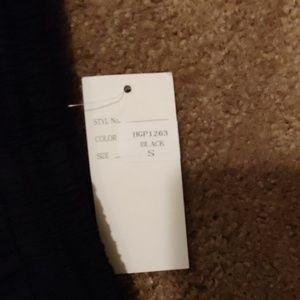 STYL No.
COLOR HGP1263
BLACK
SIZE S